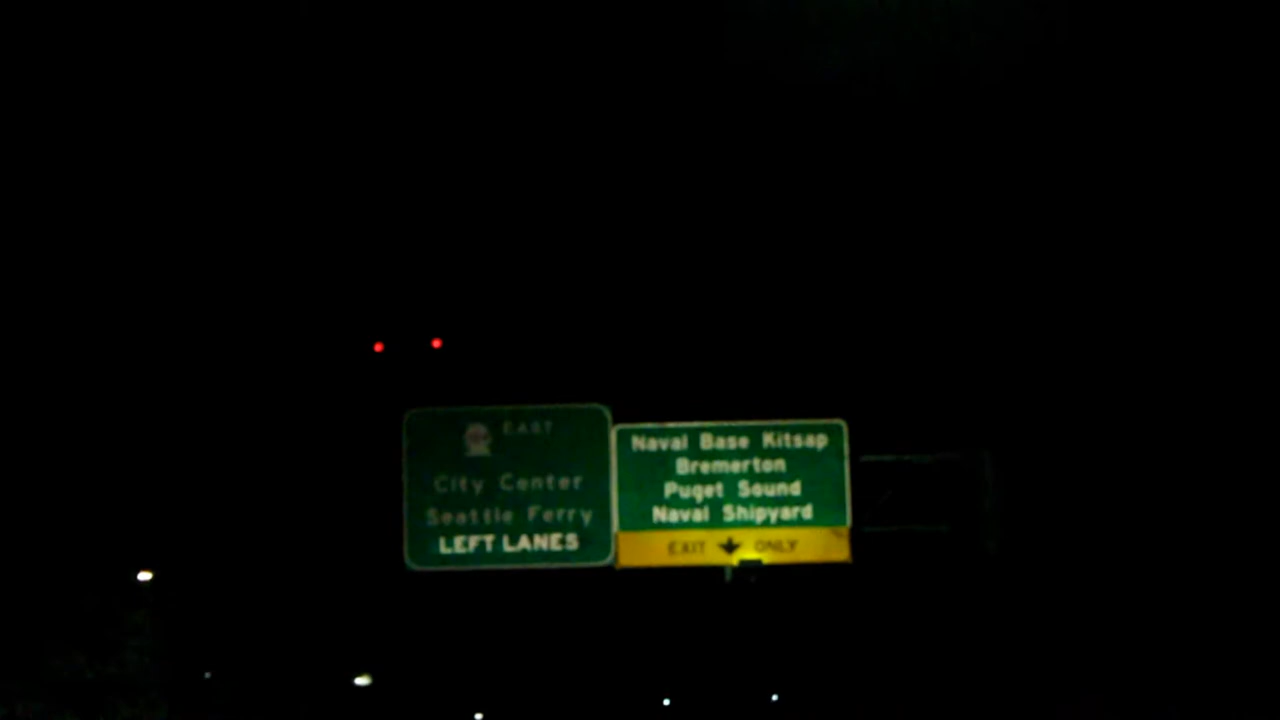 EAST
City Center
Seattle Ferry
LEFT LANES
Naval Base Kitsap
Bremerton
Puget Sound
Naval Shipyard
EXIT ONLY